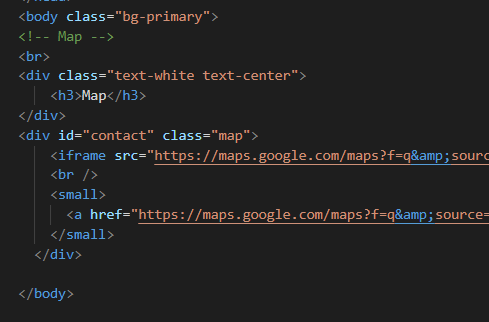 <body class="bg-primary">
<!-- Map -->
<br>
<div class="text-white text-center">
<h3>Map</h3>
</div>
<div id="contact" class="map">
<iframe src="https://maps.google.com/maps?f=q&amp;sourc
<br />
<small>
<a href="https://maps.google.com/maps?f=q&amp;source=
</small>
</div>
</body>